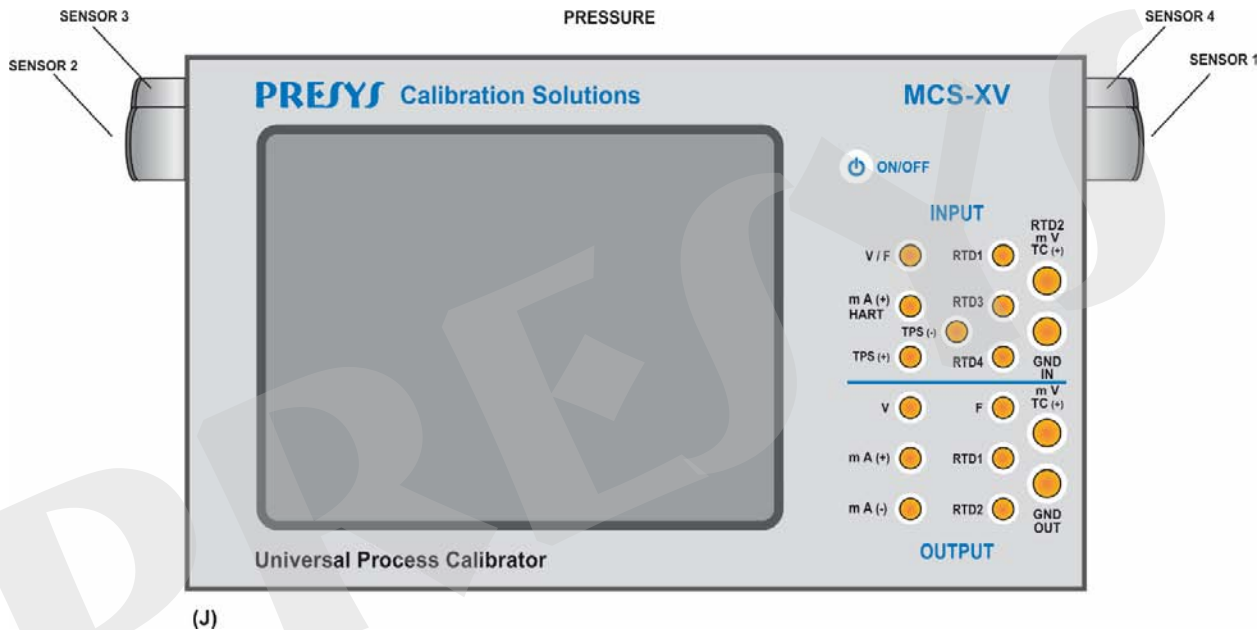 SENSOR 3
PRESSURE
SENSOR 4
SENSOR 2
SENSOR 1
PRESYS Calibration Solutions
MCS-XV
ON/OFF
INPUT
RTD2
m V
TC (+)
V / F
RTD1
m A (+)
HART
RTD3
TPS (-)
TPS (+)
RTD4
GND
IN
m V
TC (+)
V
F
m A (+)
RTD1
m A (-)
RTD2
GND
OUT
OUTPUT
Universal Process Calibrator
(J)
PRESYS